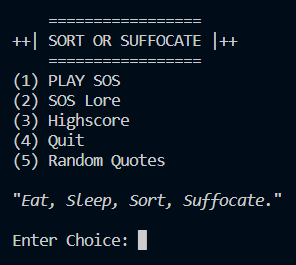 =================
++| SORT OR SUFFOCATE |++
=================
(1) PLAY SOS
(2) SOS Lore
(3) Highscore
(4) Quit
(5) Random Quotes
"Eat, Sleep, Sort, Suffocate."
Enter Choice: